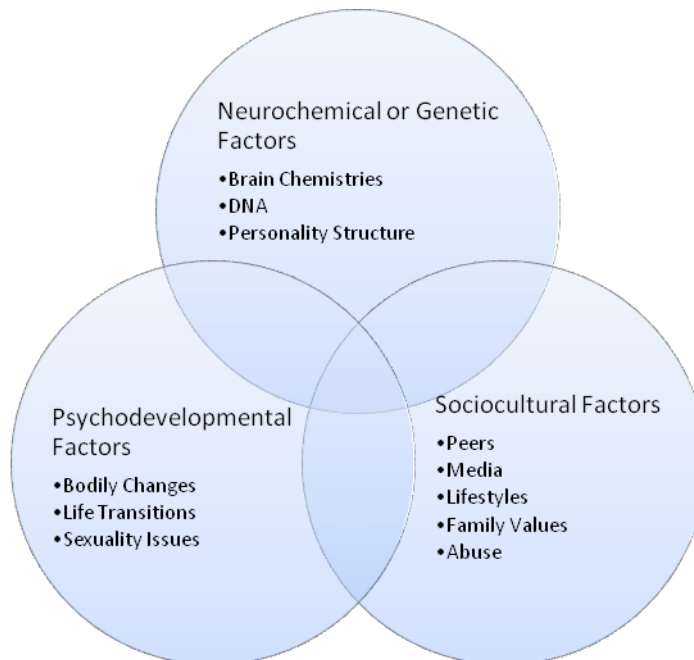 Neurochemical or Genetic
Factors
•Brain Chemistries
•DNA
•Personality Structure
Psychodevelopmental
Factors
•Bodily Changes
•Life Transitions
•Sexuality Issues
Sociocultural Factors
•Peers
•Media
•Lifestyles
•Family Values
•Abuse